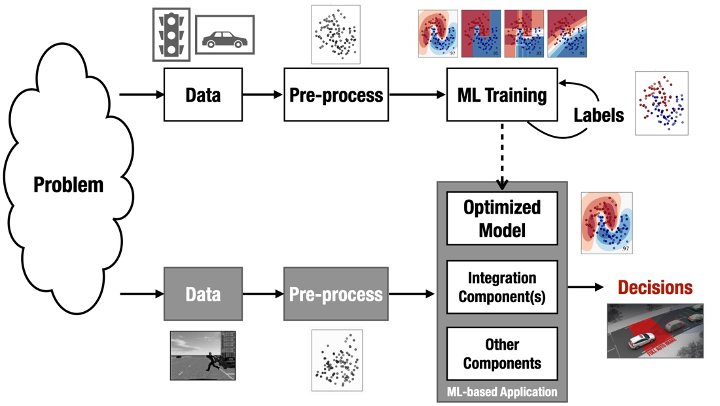 Data
Pre-process
ML Training
Labels
Problem
Optimized
Model
97
Data
Pre-process
Integration
Component(s)
Decisions
Other
Components
ML-based Application